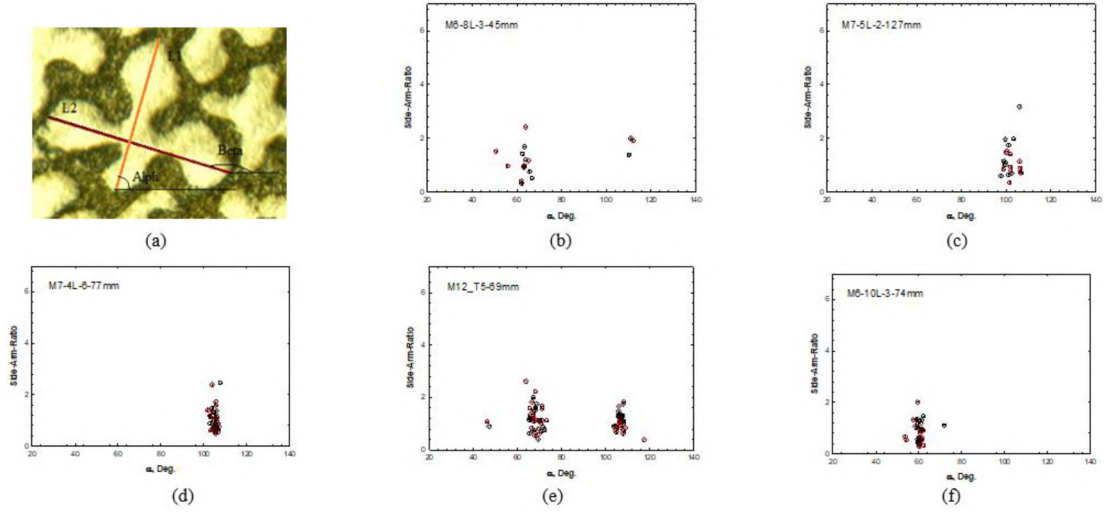 L1
L2
Beta
Alph
(a)
M6-8L-3-45mm
Side-Arm-Ratio
6
4
2
0
20 40 60 80 100 120 140
α, Deg.
(b)
M7-5L-2-127mm
Side-Arm-Ratio
6
4
2
0
20 40 60 80 100 120 140
α, Deg.
(c)
M7-4L-6-77mm
Side-Arm-Ratio
6
4
2
0
20 40 60 80 100 120 140
α, Deg.
(d)
M12_T5-69mm
Side-Arm-Ratio
6
4
2
0
20 40 60 80 100 120 140
α, Deg.
(e)
M6-10L-3-74mm
Side-Arm-Ratio
6
4
2
0
20 40 60 80 100 120 140
α, Deg.
(f)